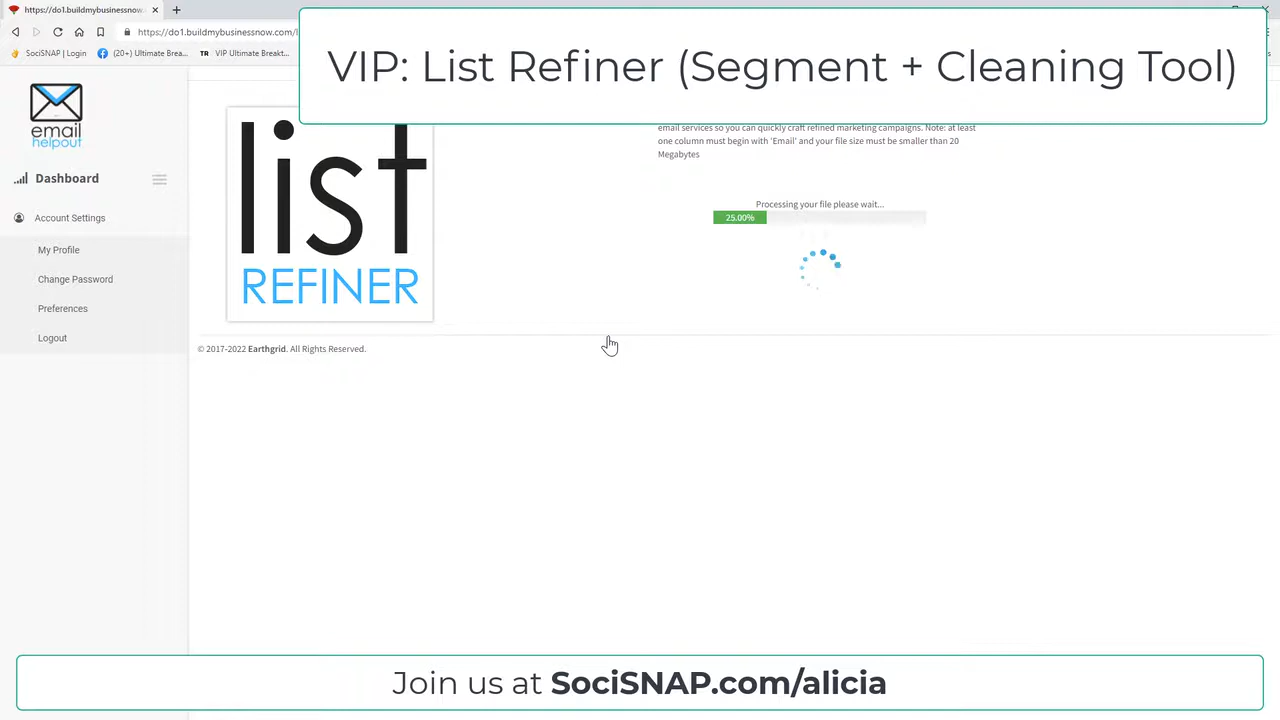 https://do1.buildmybusinessnow.com/
https://do1.buildmybusinessnow.com/l
SociSNAP | Login
(20+) Ultimate Brea...
TR VIP Ultimate Breakt...
VIP: List Refiner (Segment + Cleaning Tool)
email helpout
Dashboard
Account Settings
My Profile
Change Password
Preferences
Logout
list
REFINER
email services so you can quickly craft refined marketing campaigns. Note: at least
one column must begin with 'Email' and your file size must be smaller than 20
Megabytes
Processing your file please wait...
25.00%
© 2017-2022 Earthgrid. All Rights Reserved.
Join us at SociSNAP.com/alicia